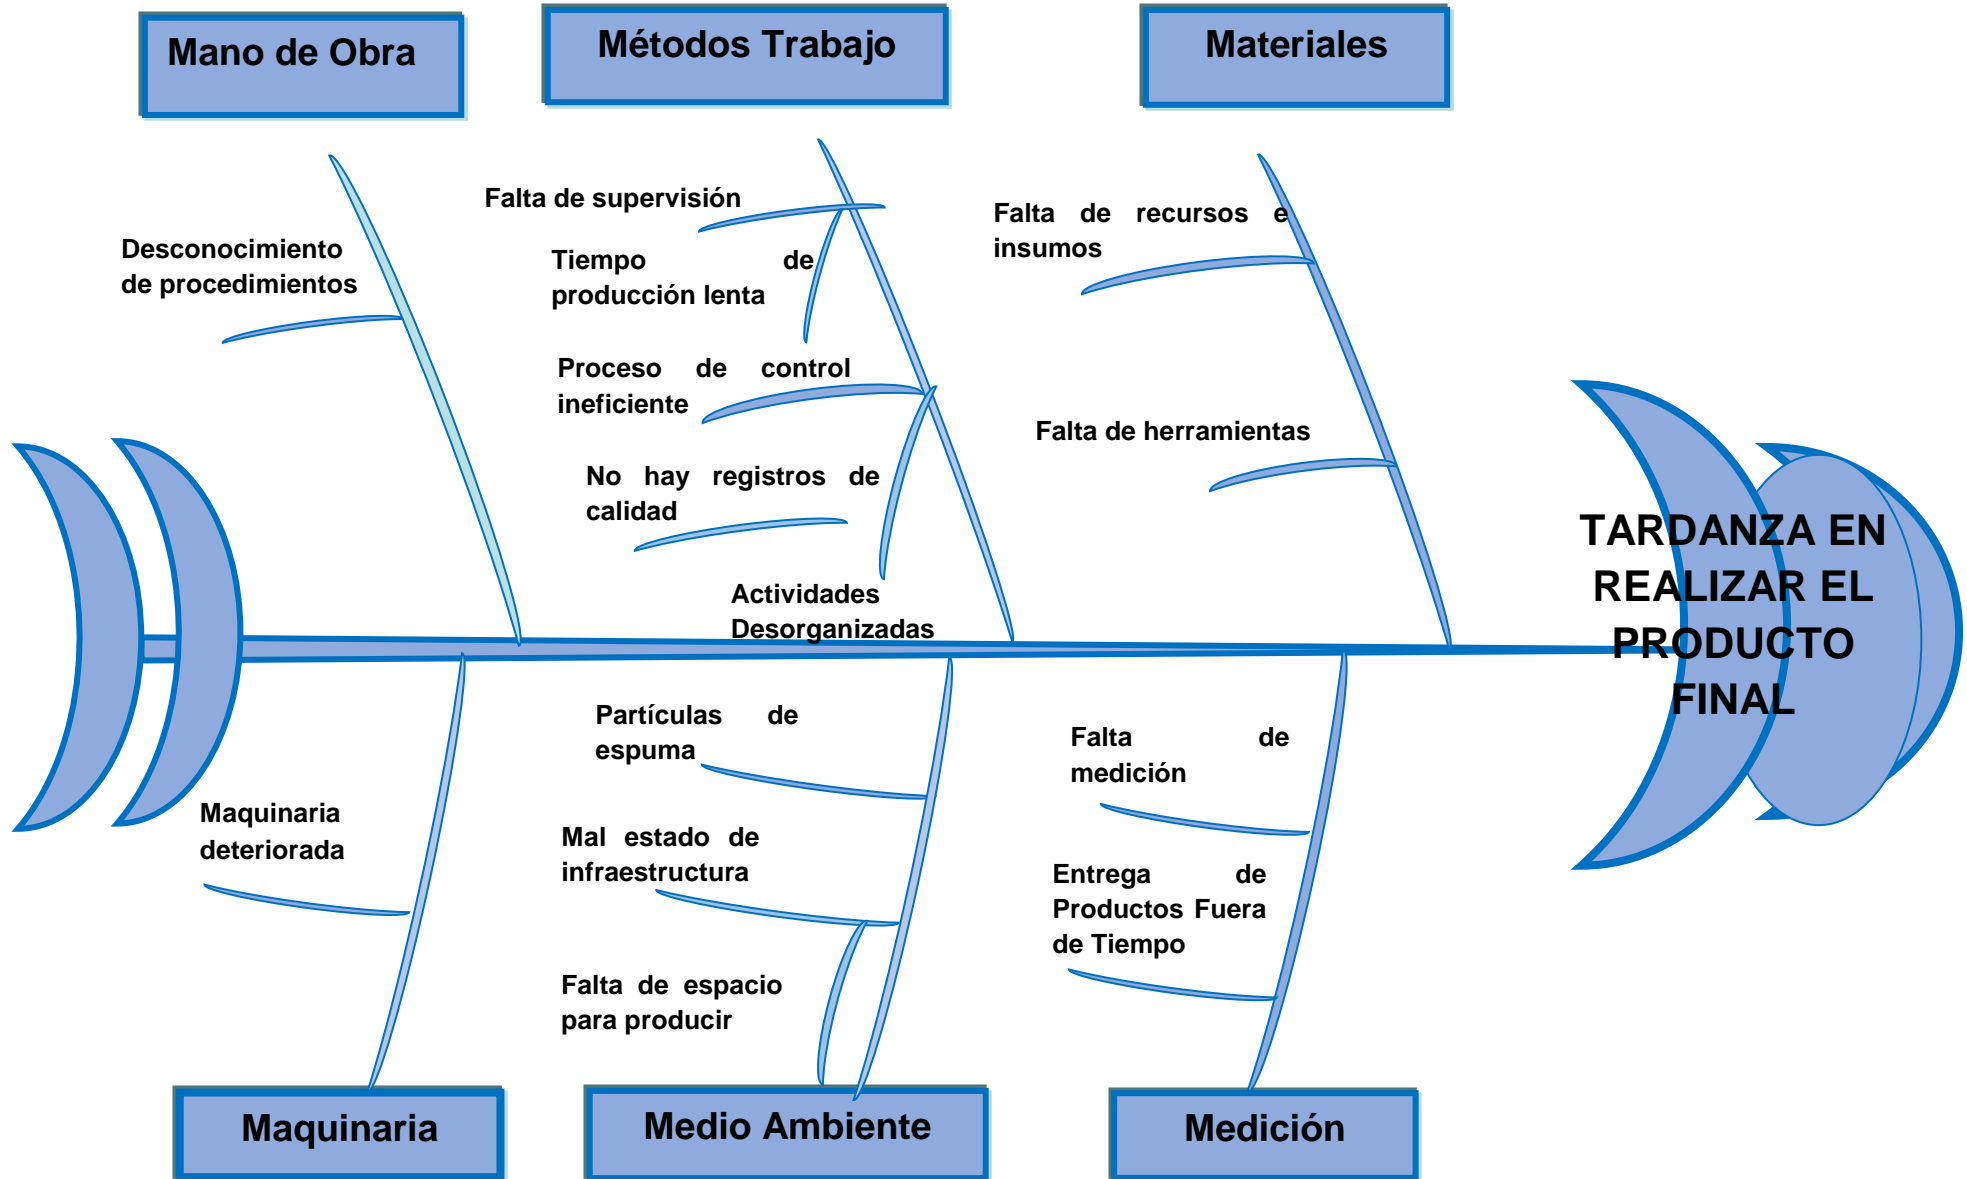 Mano de Obra
Métodos Trabajo
Materiales
Desconocimiento
de procedimientos
Falta de supervisión
Tiempo de
producción lenta
Proceso de control
ineficiente
No hay registros de
calidad
Actividades
Desorganizadas
Falta de recursos e
insumos
Falta de herramientas
TARDANZA EN
REALIZAR EL
PRODUCTO
FINAL
Maquinaria
deteriorada
Partículas de
espuma
Mal estado de
infraestructura
Falta de espacio
para producir
Falta de
medición
Entrega de
Productos Fuera
de Tiempo
Maquinaria
Medio Ambiente
Medición